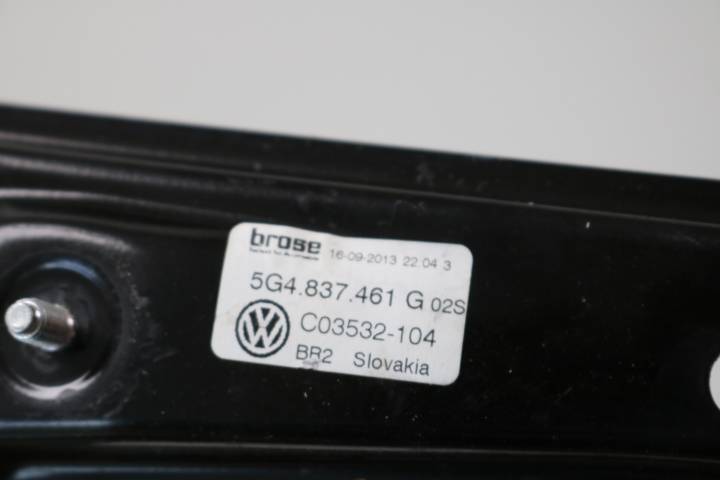 brose 16-09-2013 22.04 3
5G4.837.461 G 02S
C03532-104
BR2 Slovakia